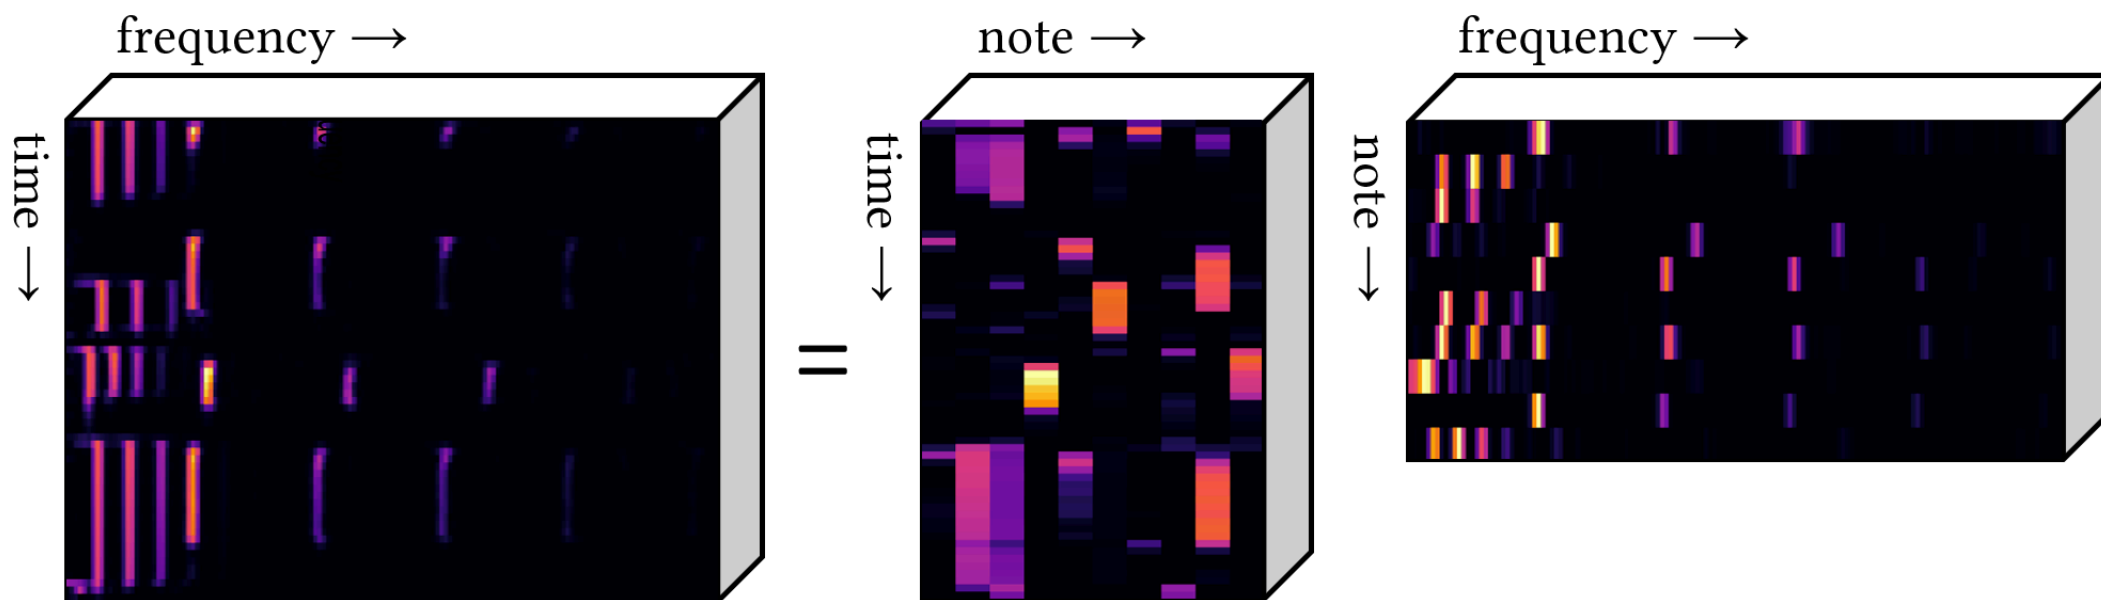 frequency →
note →
frequency →
time →
time →
note →
=